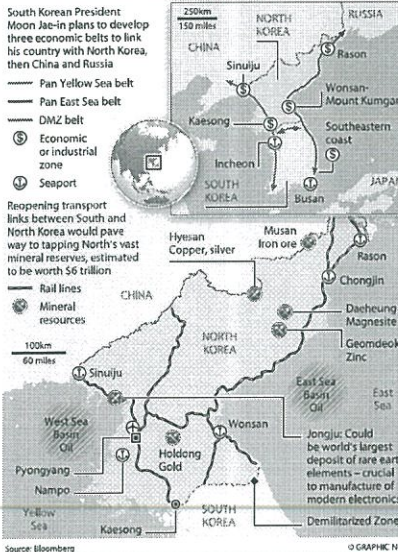 South Korean President
Moon Jae-in plans to develop
three economic belts to link
his country with North Korea,
then China and Russia
Pan Yellow Sea belt
Pan East Sea belt
DMZ belt
Economic
or industrial
zone
Seaport
Reopening transport
links between South and
North Korea would pave
way to tapping North's vast
mineral reserves, estimated
to be worth $6 trillion
Rail lines
Mineral
resources
250km
150 miles
NORTH
KOREA
RUSSIA
CHINA
Rason
Sinuiju
Wonsan-
Mount Kumgang
Kaesong
Southeastern
coast
Incheon
SOUTH
KOREA
Busan
JAPA
Hyesan
Copper, silver
Musan
Iron ore
Rason
CHINA
Chongjin
NORTH
KOREA
Daeheung
Magnesite
Geomdeok
Zinc
100km
60 miles
Sinuiju
East Sea
Basin
Oil
East
Sea
West Sea
Basin
Oil
Wonsan
Jongju: Could
be world's largest
deposit of rare earth
elements – crucial
to manufacture of
modern electronics
Pyongyang
Holdong
Gold
Nampo
Yellow
Sea
Kaesong
SOUTH
KOREA
Demilitarized Zone
Source: Bloomberg
© GRAPHIC N